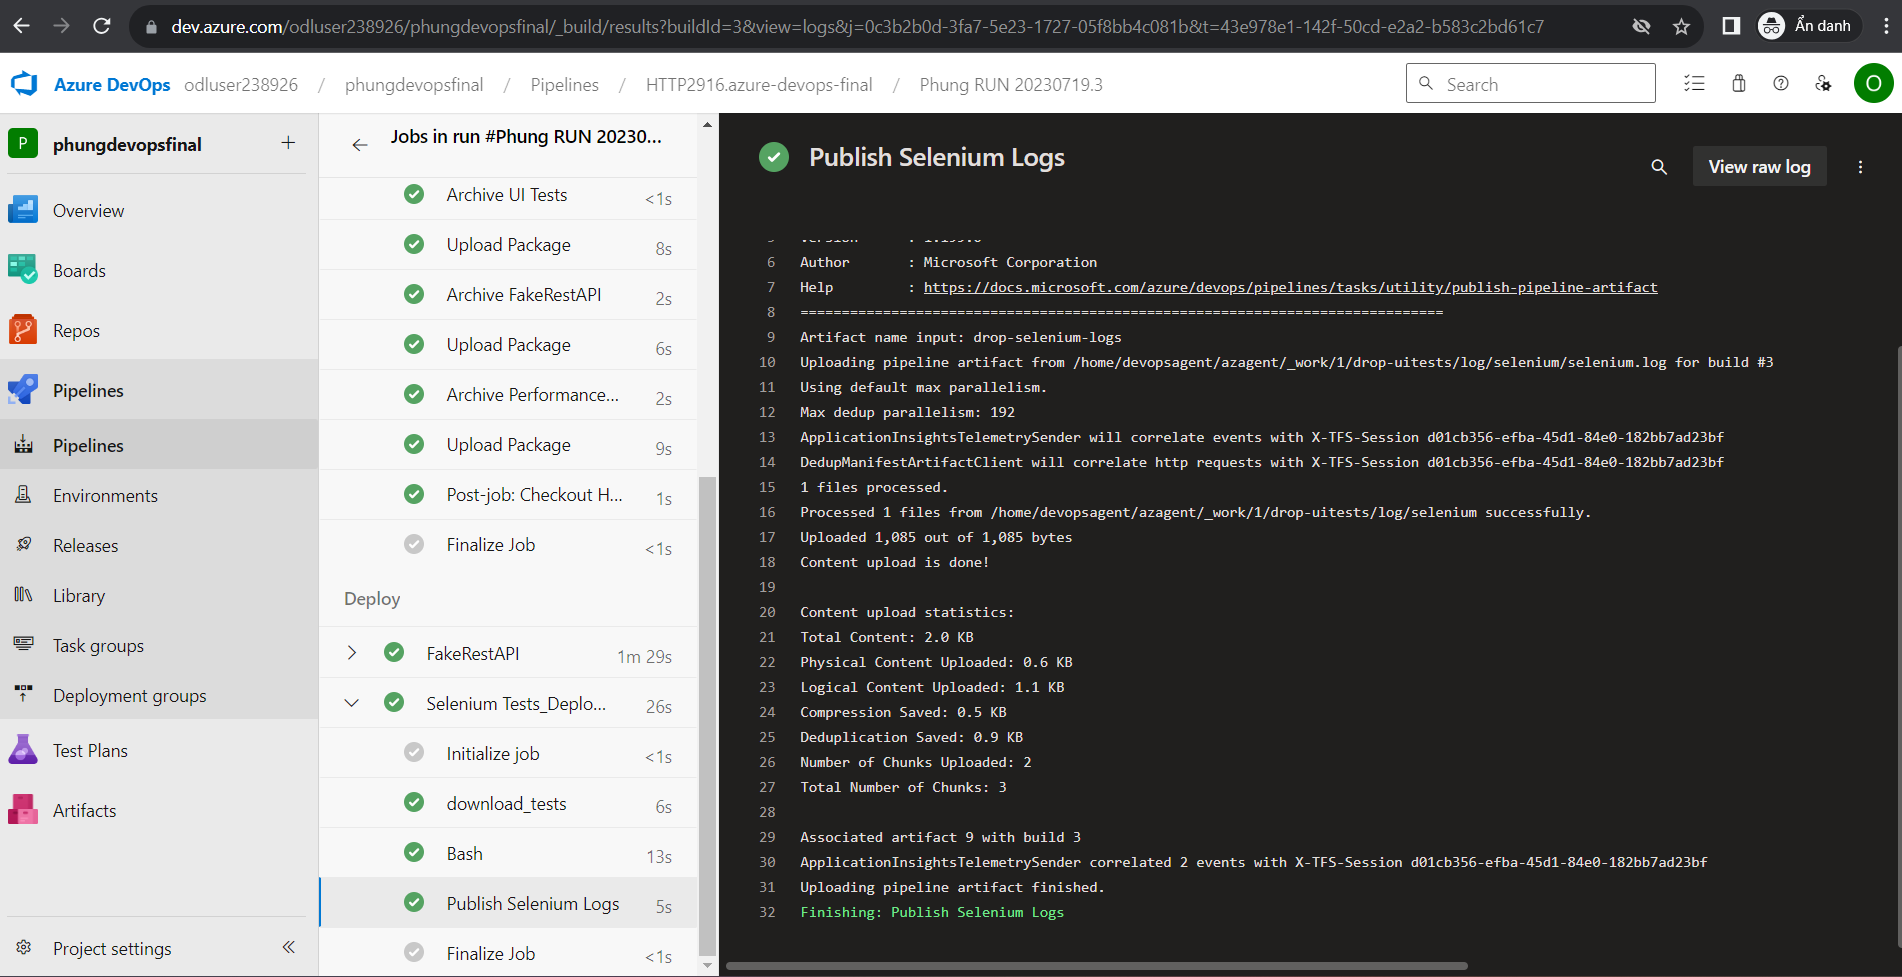 dev.azure.com/odluser238926/phungdevopsfinal/_build/results?buildId=3&view=logs&j=0c3b2b0d-3fa7-5e23-1727-05f8bb4c081b&t=43e978e1-142f-50cd-e2a2-b583c2bd61c7
Ẩn danh
Azure DevOps odluser238926 / phungdevopsfinal / Pipelines / HTTP2916.azure-devops-final / Phung RUN 20230719.3
Search
O
P phungdevopsfinal +
Overview
Boards
Repos
Pipelines
Pipelines
Environments
Releases
Library
Task groups
Deployment groups
Test Plans
Artifacts
Project settings
Jobs in run #Phung RUN 20230...
Archive UI Tests <1s
Upload Package 8s
Archive FakeRestAPI 2s
Upload Package 6s
Archive Performance... 2s
Upload Package 9s
Post-job: Checkout H... 1s
Finalize Job <1s
Deploy
FakeRestAPI 1m 29s
Selenium Tests_Deplo... 26s
Initialize job <1s
download_tests 6s
Bash 13s
Publish Selenium Logs 5s
Finalize Job <1s
Publish Selenium Logs
View raw log
5 Version : 1.199.0
6 Author : Microsoft Corporation
7 Help : https://docs.microsoft.com/azure/devops/pipelines/tasks/utility/publish-pipeline-artifact
8 ==============================================================================
9 Artifact name input: drop-selenium-logs
10 Uploading pipeline artifact from /home/devopsagent/azagent/_work/1/drop-uitests/log/selenium/selenium.log for build #3
11 Using default max parallelism.
12 Max dedup parallelism: 192
13 ApplicationInsightsTelemetrySender will correlate events with X-TFS-Session d01cb356-efba-45d1-84e0-182bb7ad23bf
14 DedupManifestArtifactClient will correlate http requests with X-TFS-Session d01cb356-efba-45d1-84e0-182bb7ad23bf
15 1 files processed.
16 Processed 1 files from /home/devopsagent/azagent/_work/1/drop-uitests/log/selenium successfully.
17 Uploaded 1,085 out of 1,085 bytes
18 Content upload is done!
19
20 Content upload statistics:
21 Total Content: 2.0 KB
22 Physical Content Uploaded: 0.6 KB
23 Logical Content Uploaded: 1.1 KB
24 Compression Saved: 0.5 KB
25 Deduplication Saved: 0.9 KB
26 Number of Chunks Uploaded: 2
27 Total Number of Chunks: 3
28
29 Associated artifact 9 with build 3
30 ApplicationInsightsTelemetrySender correlated 2 events with X-TFS-Session d01cb356-efba-45d1-84e0-182bb7ad23bf
31 Uploading pipeline artifact finished.
32 Finishing: Publish Selenium Logs